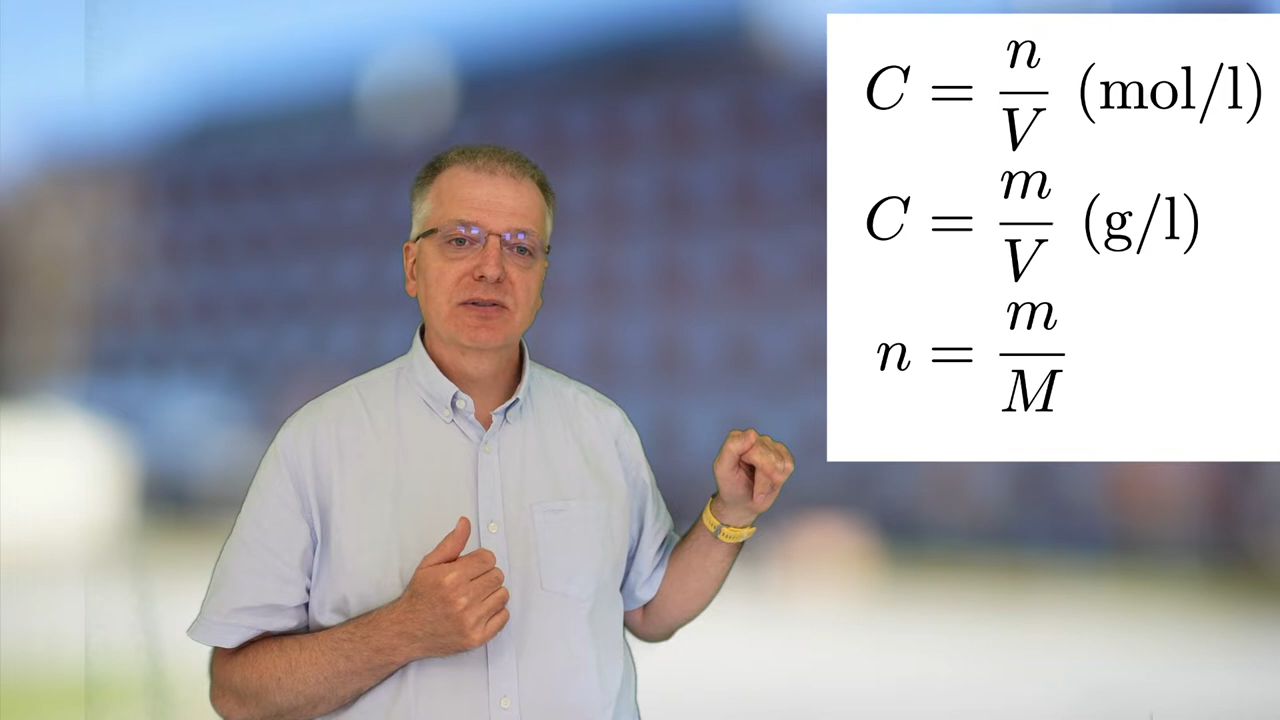 C = n/V (mol/l)
C = m/V (g/l)
n = m/M